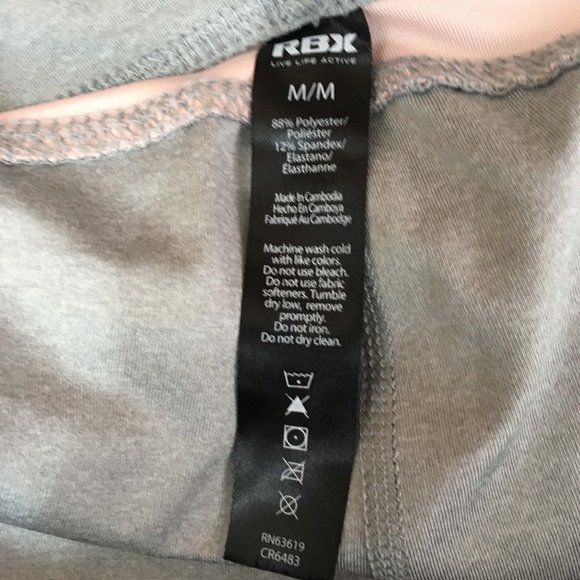 RBX
LIVE LIFE ACTIVE
M/M
88% Polyester/
Poliéster
12% Spandex/
Elastano/
Élasthanne
Made In Cambodia
Hecho En Camboya
Fabriqué Au Cambodge
Machine wash cold
with like colors.
Do not use bleach.
Do not use fabric
softeners. Tumble
dry low, remove
promptly.
Do not iron.
Do not dry clean.
RN63619
CR6483